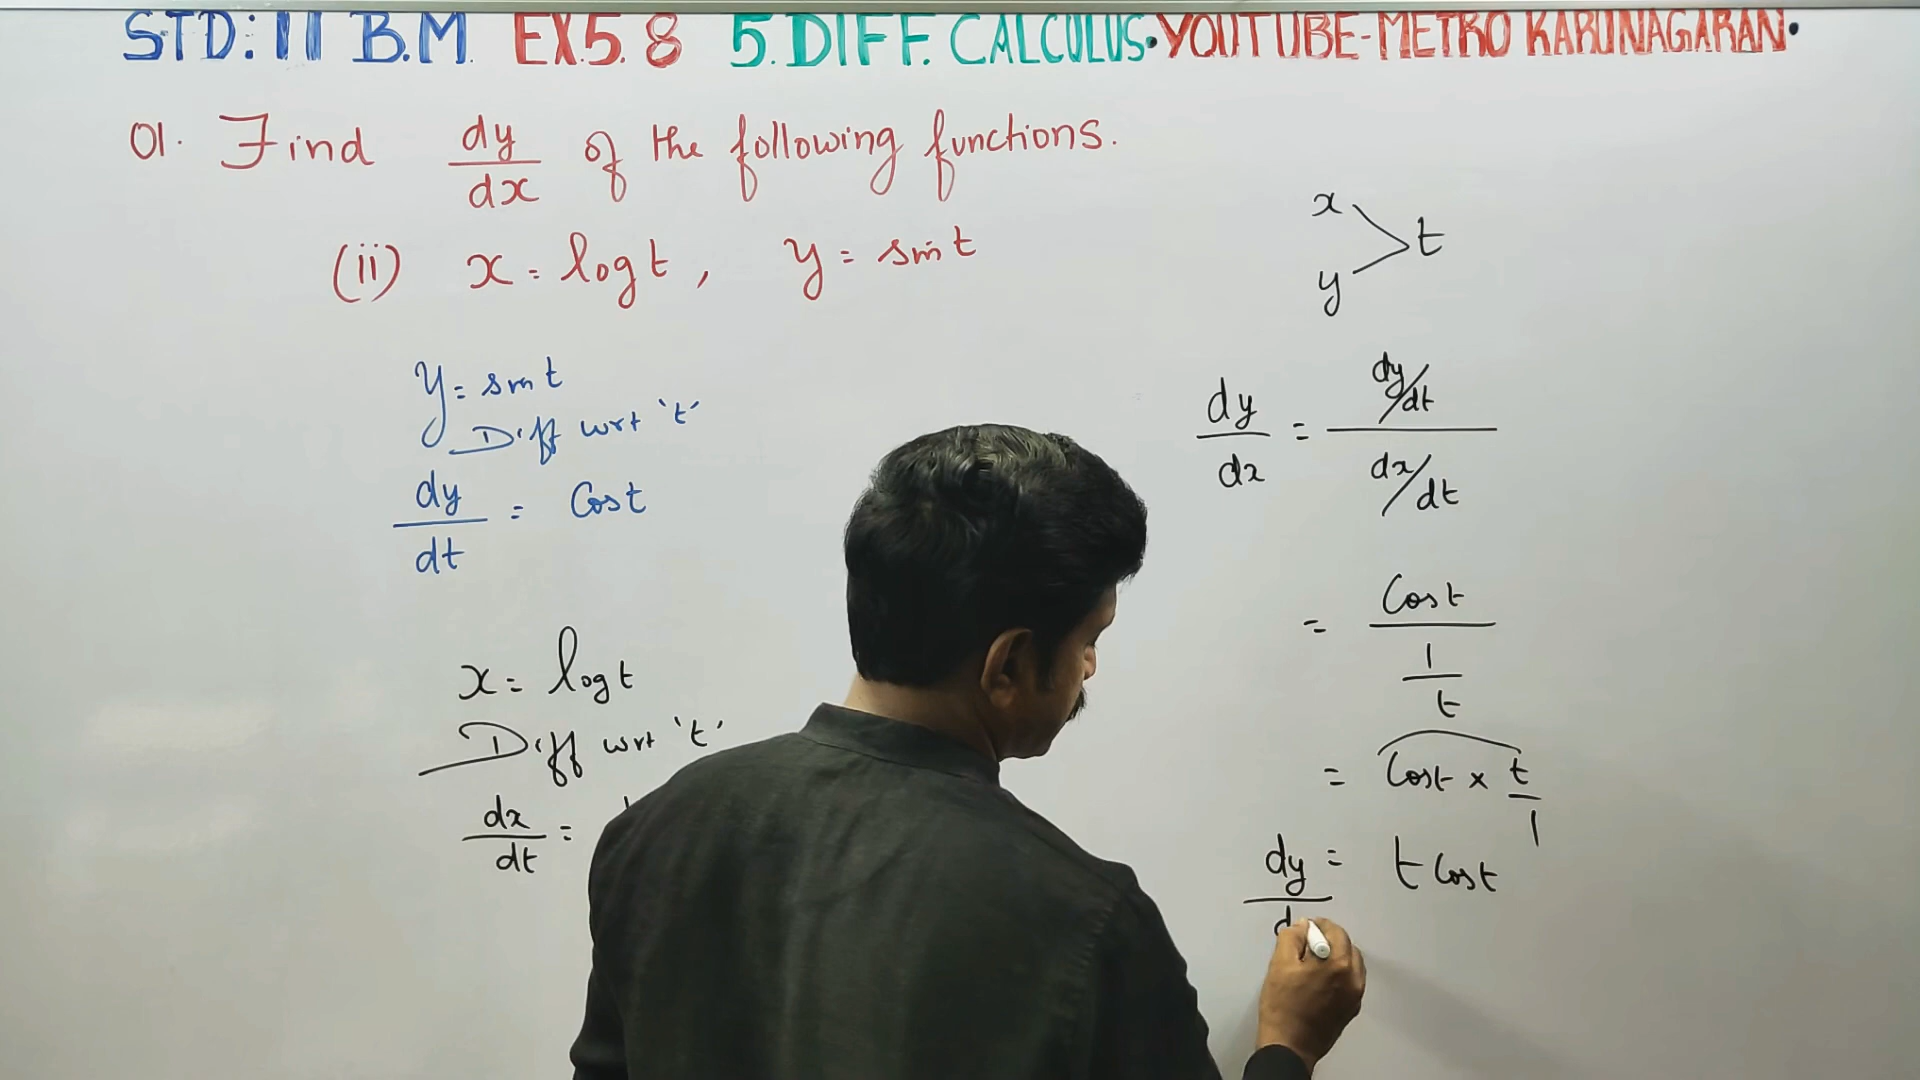 STD: 11 B.M. EX.5.8 5. DIFF. CALCULUS • YOUTUBE-METRO KARUNAGARAN •
01. Find dy/dx of the following functions.
(ii) x = log t, y = sin t
y = sin t
Diff wrt 't'
dy/dt = Cos t
x = log t
Diff wrt 't'
dx/dt =
x
y
t
dy/dx = dy/dt / dx/dt
= Cos t / 1/t
= Cos t × t/1
dy/d = t Cos t